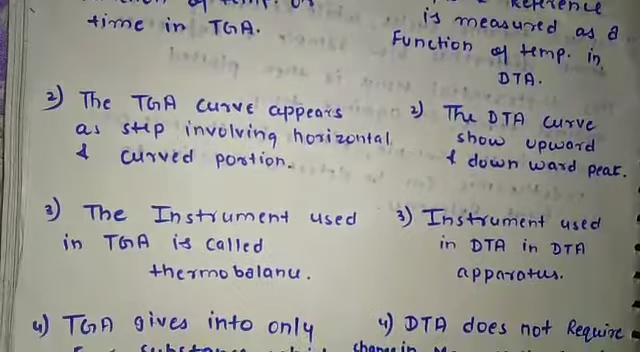 time in TGA.
2) The TGA curve appears
as step involving horizontal
& curved portion.
3) The Instrument used
in TGA is called
thermobalanu.
4) TGA gives into only
Reference
is measured as a
Function of temp. in
DTA.
2) The DTA curve
show upward
& down ward peak.
3) Instrument used
in DTA in DTA
apparatus.
4) DTA does not Require
change in